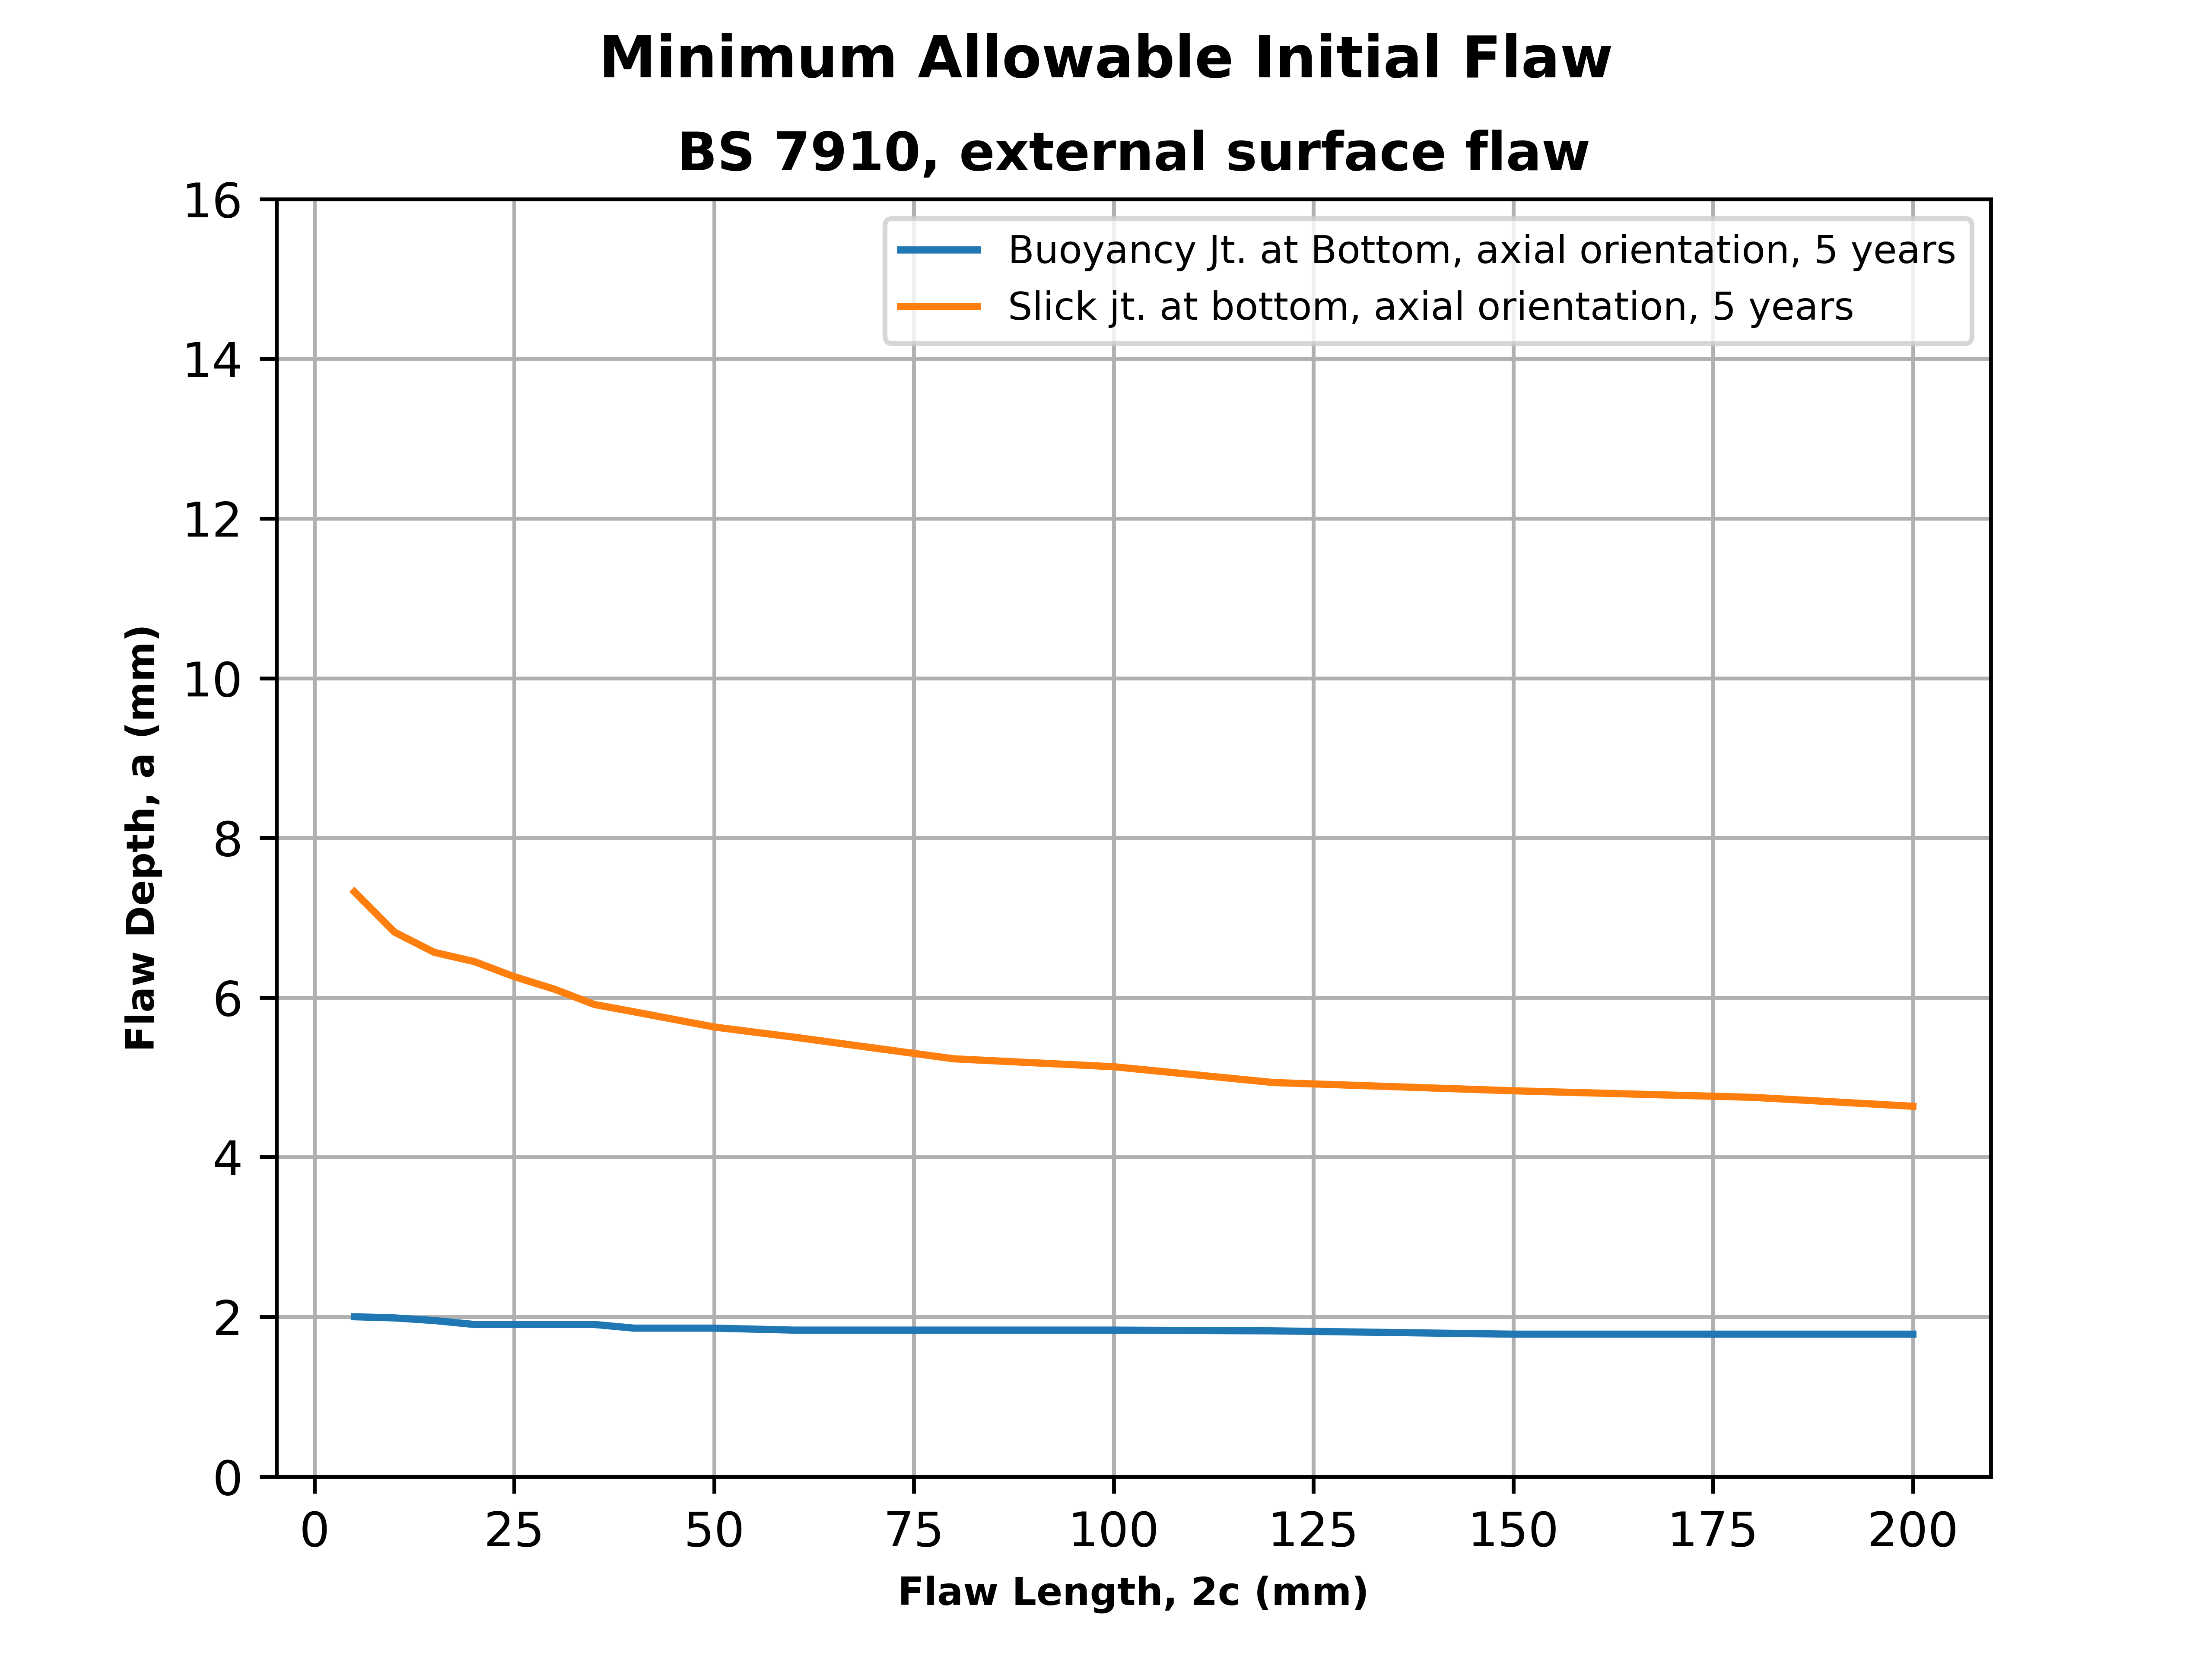 Minimum Allowable Initial Flaw
BS 7910, external surface flaw
Buoyancy Jt. at Bottom, axial orientation, 5 years
Slick jt. at bottom, axial orientation, 5 years
16
14
12
10
8
6
4
2
0
Flaw Depth, a (mm)
0 25 50 75 100 125 150 175 200
Flaw Length, 2c (mm)